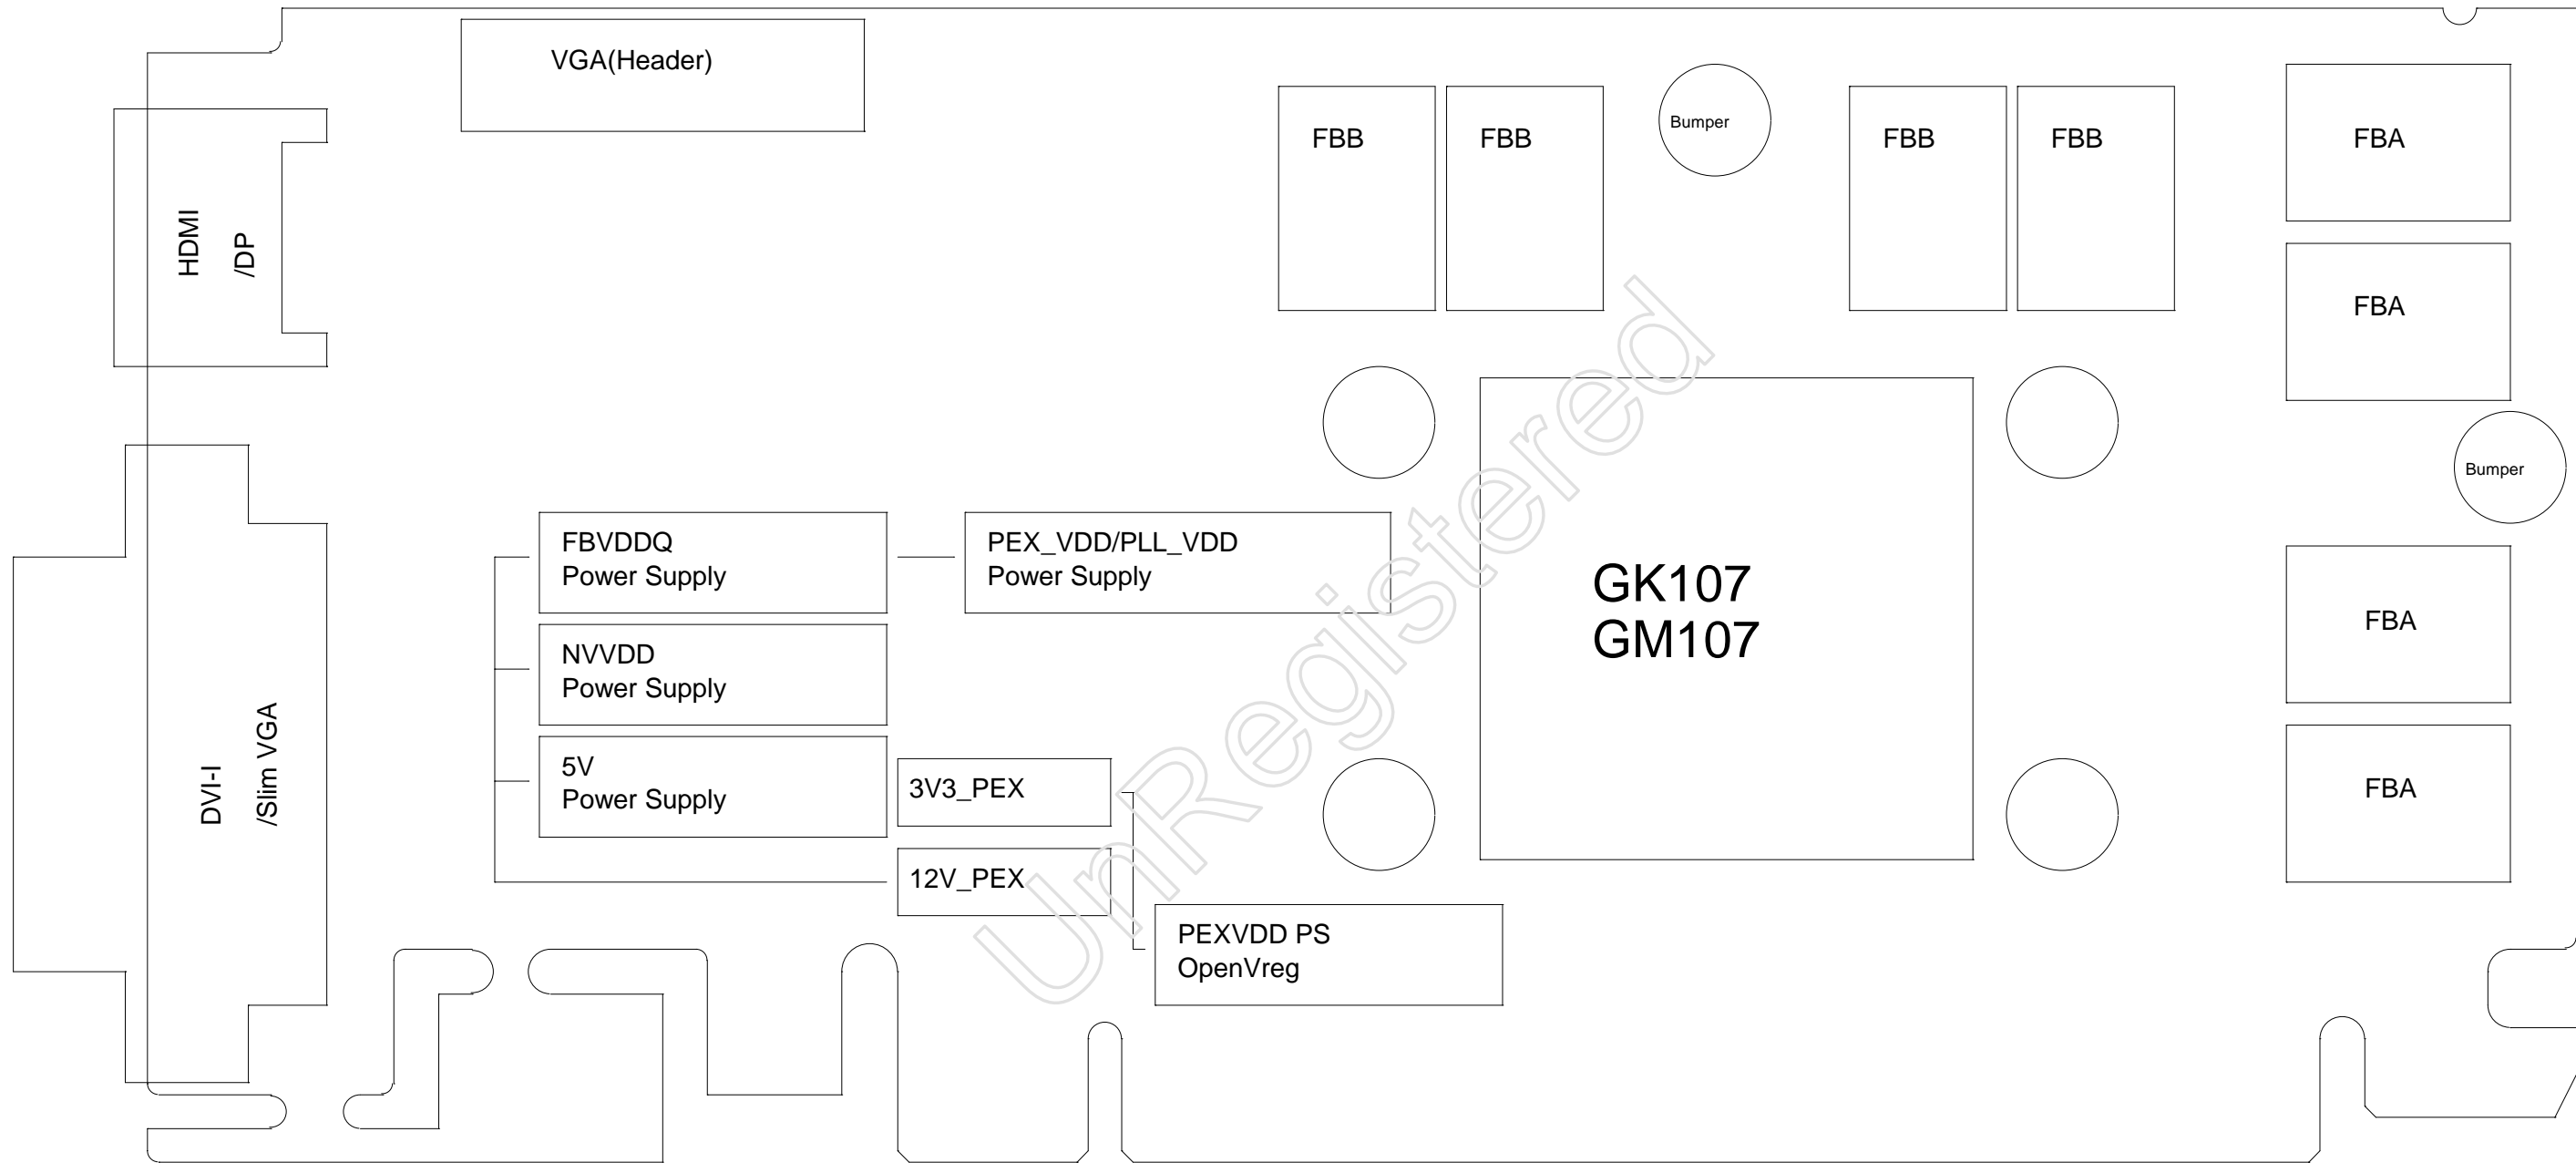 VGA(Header)
HDMI
/DP
FBB
FBB
Bumper
FBB
FBB
FBA
FBA
Bumper
FBVDDQ
Power Supply
PEX_VDD/PLL_VDD
Power Supply
NVVDD
Power Supply
5V
Power Supply
3V3_PEX
12V_PEX
PEXVDD PS
OpenVreg
DVI-I
/Slim VGA
GK107
GM107
FBA
FBA
UnRegistered